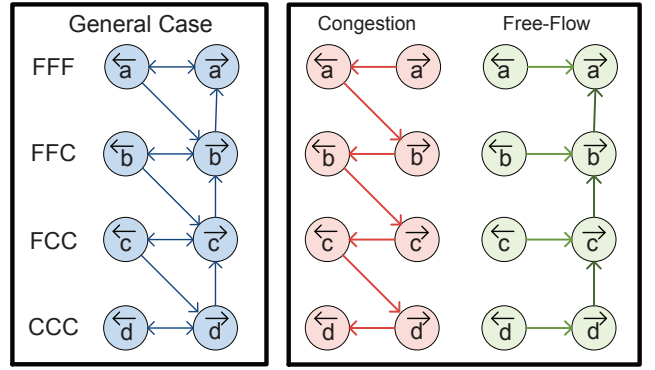 General Case
Congestion Free-Flow
FFF a a a a a a
FFC b b b b b b
FCC c c c c c c
CCC d d d d d d